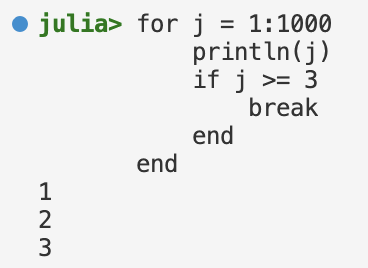 julia> for j = 1:1000
println(j)
if j >= 3
break
end
end
1
2
3